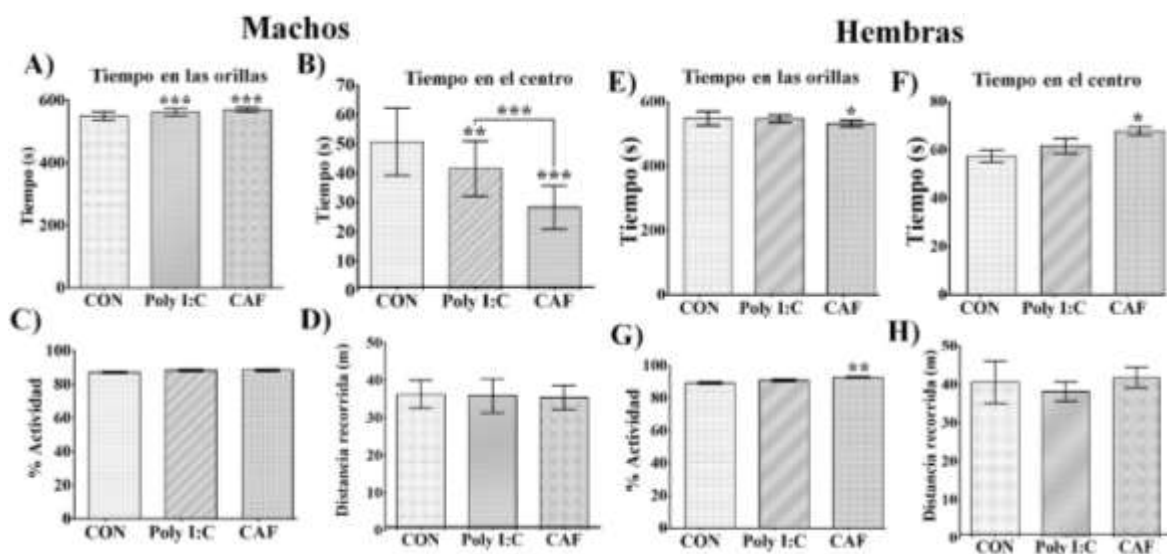 Machos
Hembras
A)
Tiempo en las orillas
Tiempo (s)
600
400
200
0
***
***
CON Poly I:C CAF
B)
Tiempo en el centro
Tiempo (s)
70
60
50
40
30
20
10
0
**
***
***
CON Poly I:C CAF
E)
Tiempo en las orillas
Tiempo (s)
600
400
200
0
*
CON Poly I:C CAF
F)
Tiempo en el centro
Tiempo (s)
80
60
40
20
0
*
CON Poly I:C CAF
C)
% Actividad
100
80
60
40
20
0
CON Poly I:C CAF
D)
Distancia recorrida (m)
50
40
30
20
10
0
CON Poly I:C CAF
G)
% Actividad
100
80
60
40
20
0
**
CON Poly I:C CAF
H)
Distancia recorrida (m)
50
40
30
20
10
0
CON Poly I:C CAF